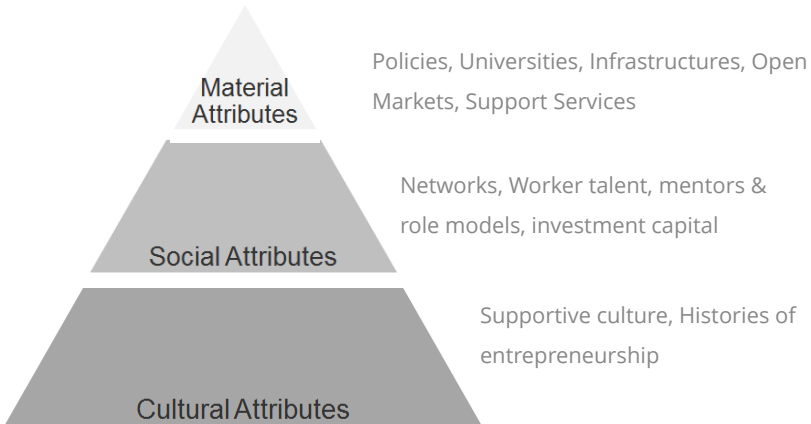 Material
Attributes
Policies, Universities, Infrastructures, Open
Markets, Support Services
Social Attributes
Networks, Worker talent, mentors &
role models, investment capital
Cultural Attributes
Supportive culture, Histories of
entrepreneurship